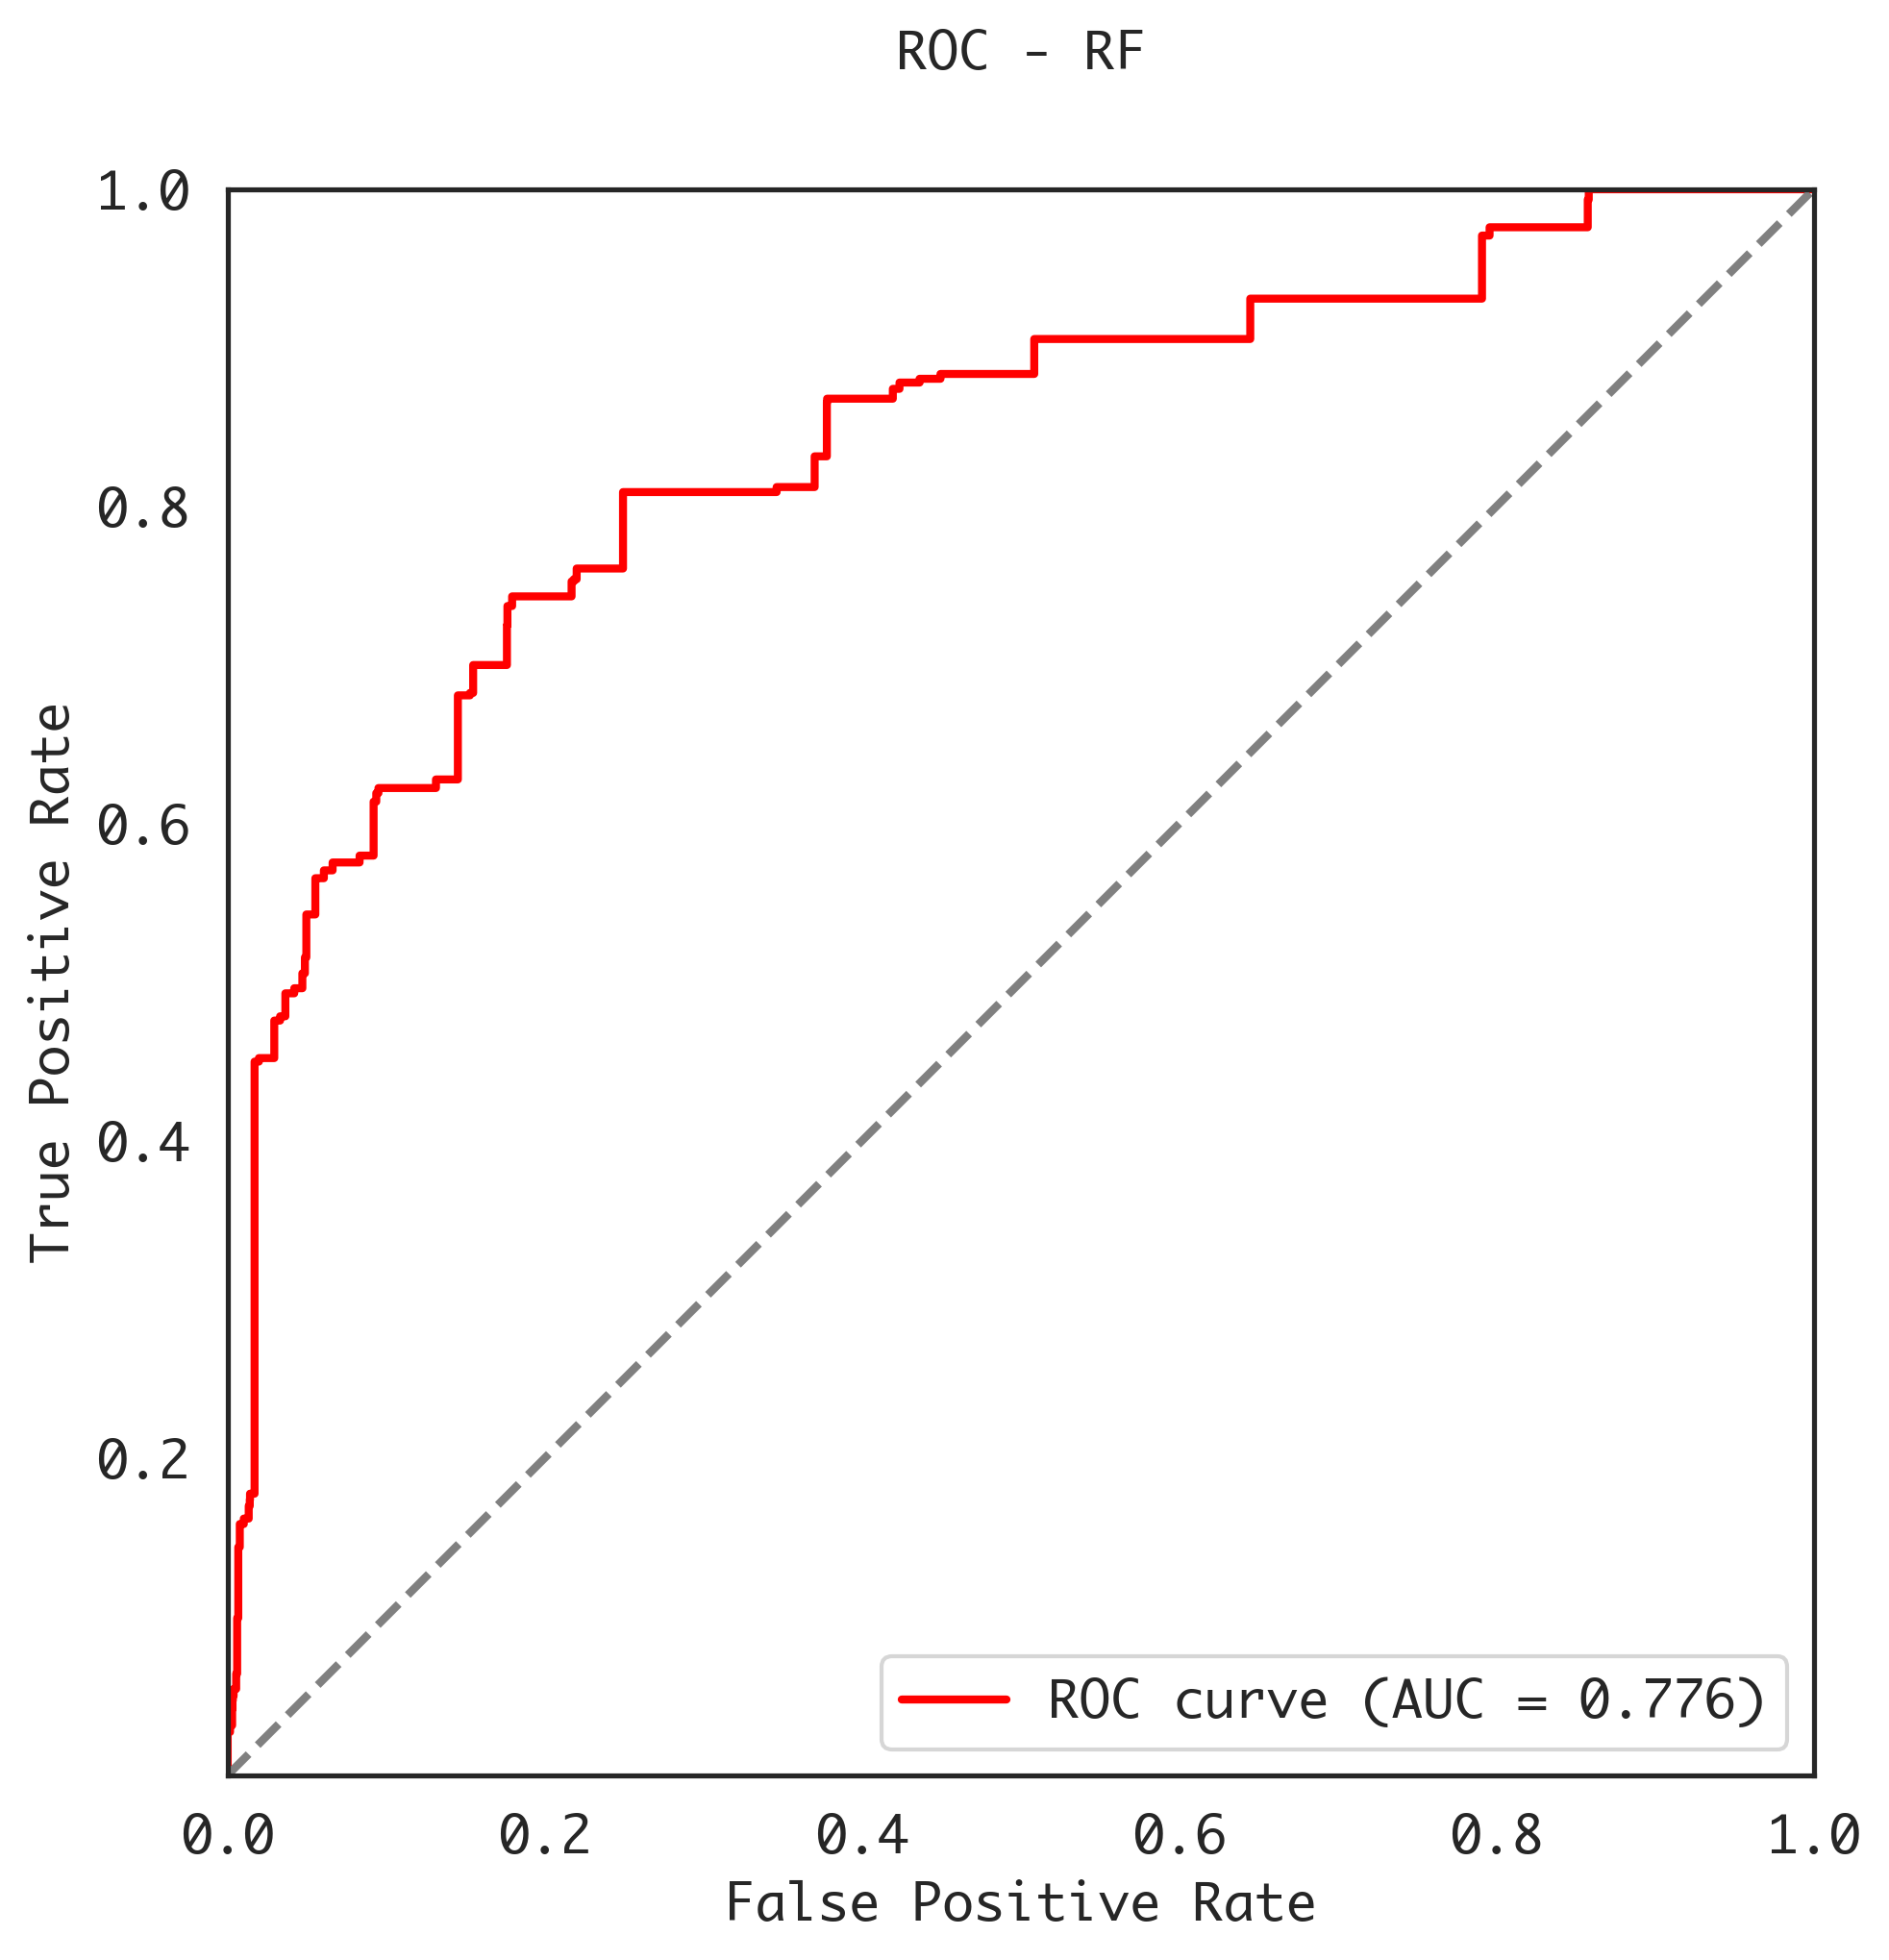 ROC - RF
1.0
0.8
0.6
0.4
0.2
True Positive Rate
ROC curve (AUC = 0.776)
0.0 0.2 0.4 0.6 0.8 1.0
False Positive Rate